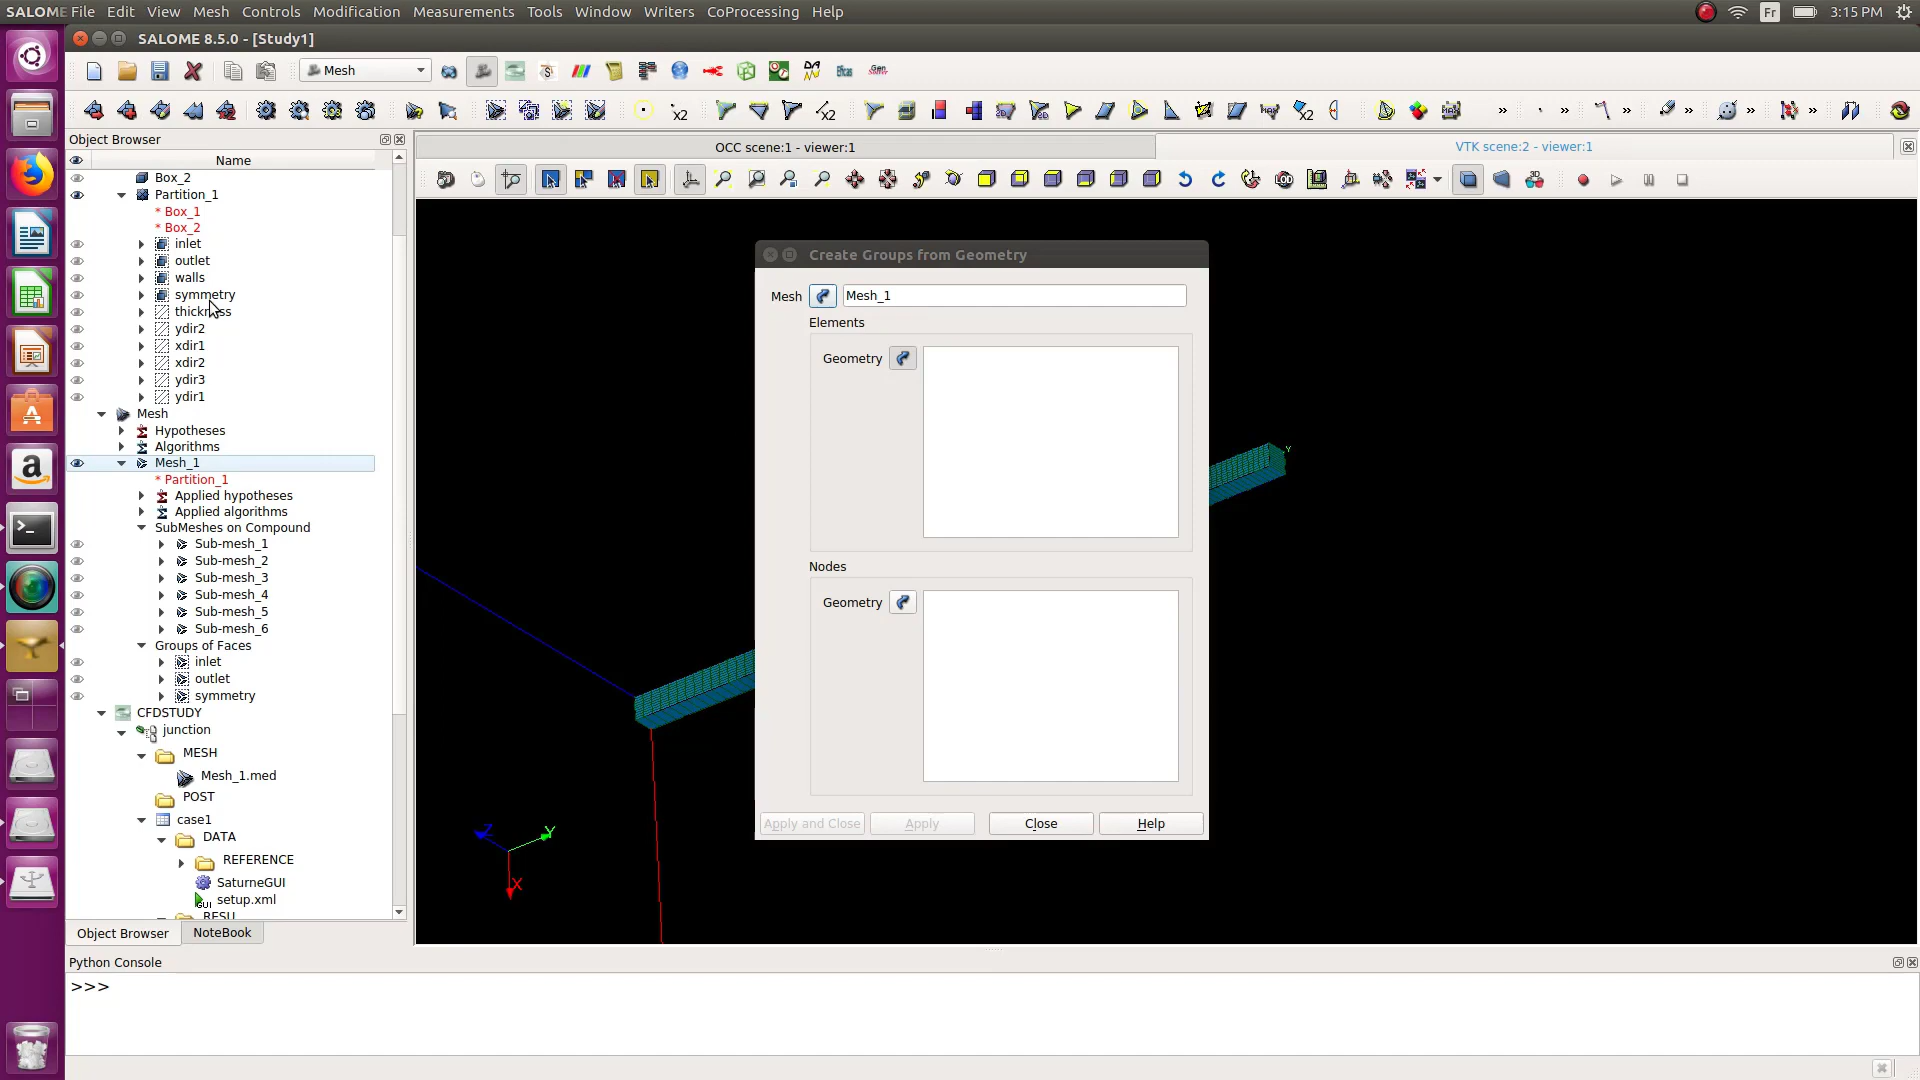 SALOME File Edit View Mesh Controls Modification Measurements Tools Window Writers CoProcessing Help Fr 3:15 PM
SALOME 8.5.0 - [Study1]
Mesh
Object Browser
Name
OCC scene:1 - viewer:1
VTK scene:2 - viewer:1
Box_2
Partition_1
* Box_1
* Box_2
inlet
outlet
walls
symmetry
thickness
ydir2
xdir1
xdir2
ydir3
ydir1
Mesh
Hypotheses
Algorithms
Mesh_1
* Partition_1
Applied hypotheses
Applied algorithms
SubMeshes on Compound
Sub-mesh_1
Sub-mesh_2
Sub-mesh_3
Sub-mesh_4
Sub-mesh_5
Sub-mesh_6
Groups of Faces
inlet
outlet
symmetry
CFDSTUDY
junction
MESH
Mesh_1.med
POST
case1
DATA
REFERENCE
SaturneGUI
setup.xml
RESU
Object Browser NoteBook
Create Groups from Geometry
Mesh Mesh_1
Elements
Geometry
Nodes
Geometry
Apply and Close Apply Close Help
Y
Z
Y
X
Python Console
>>>